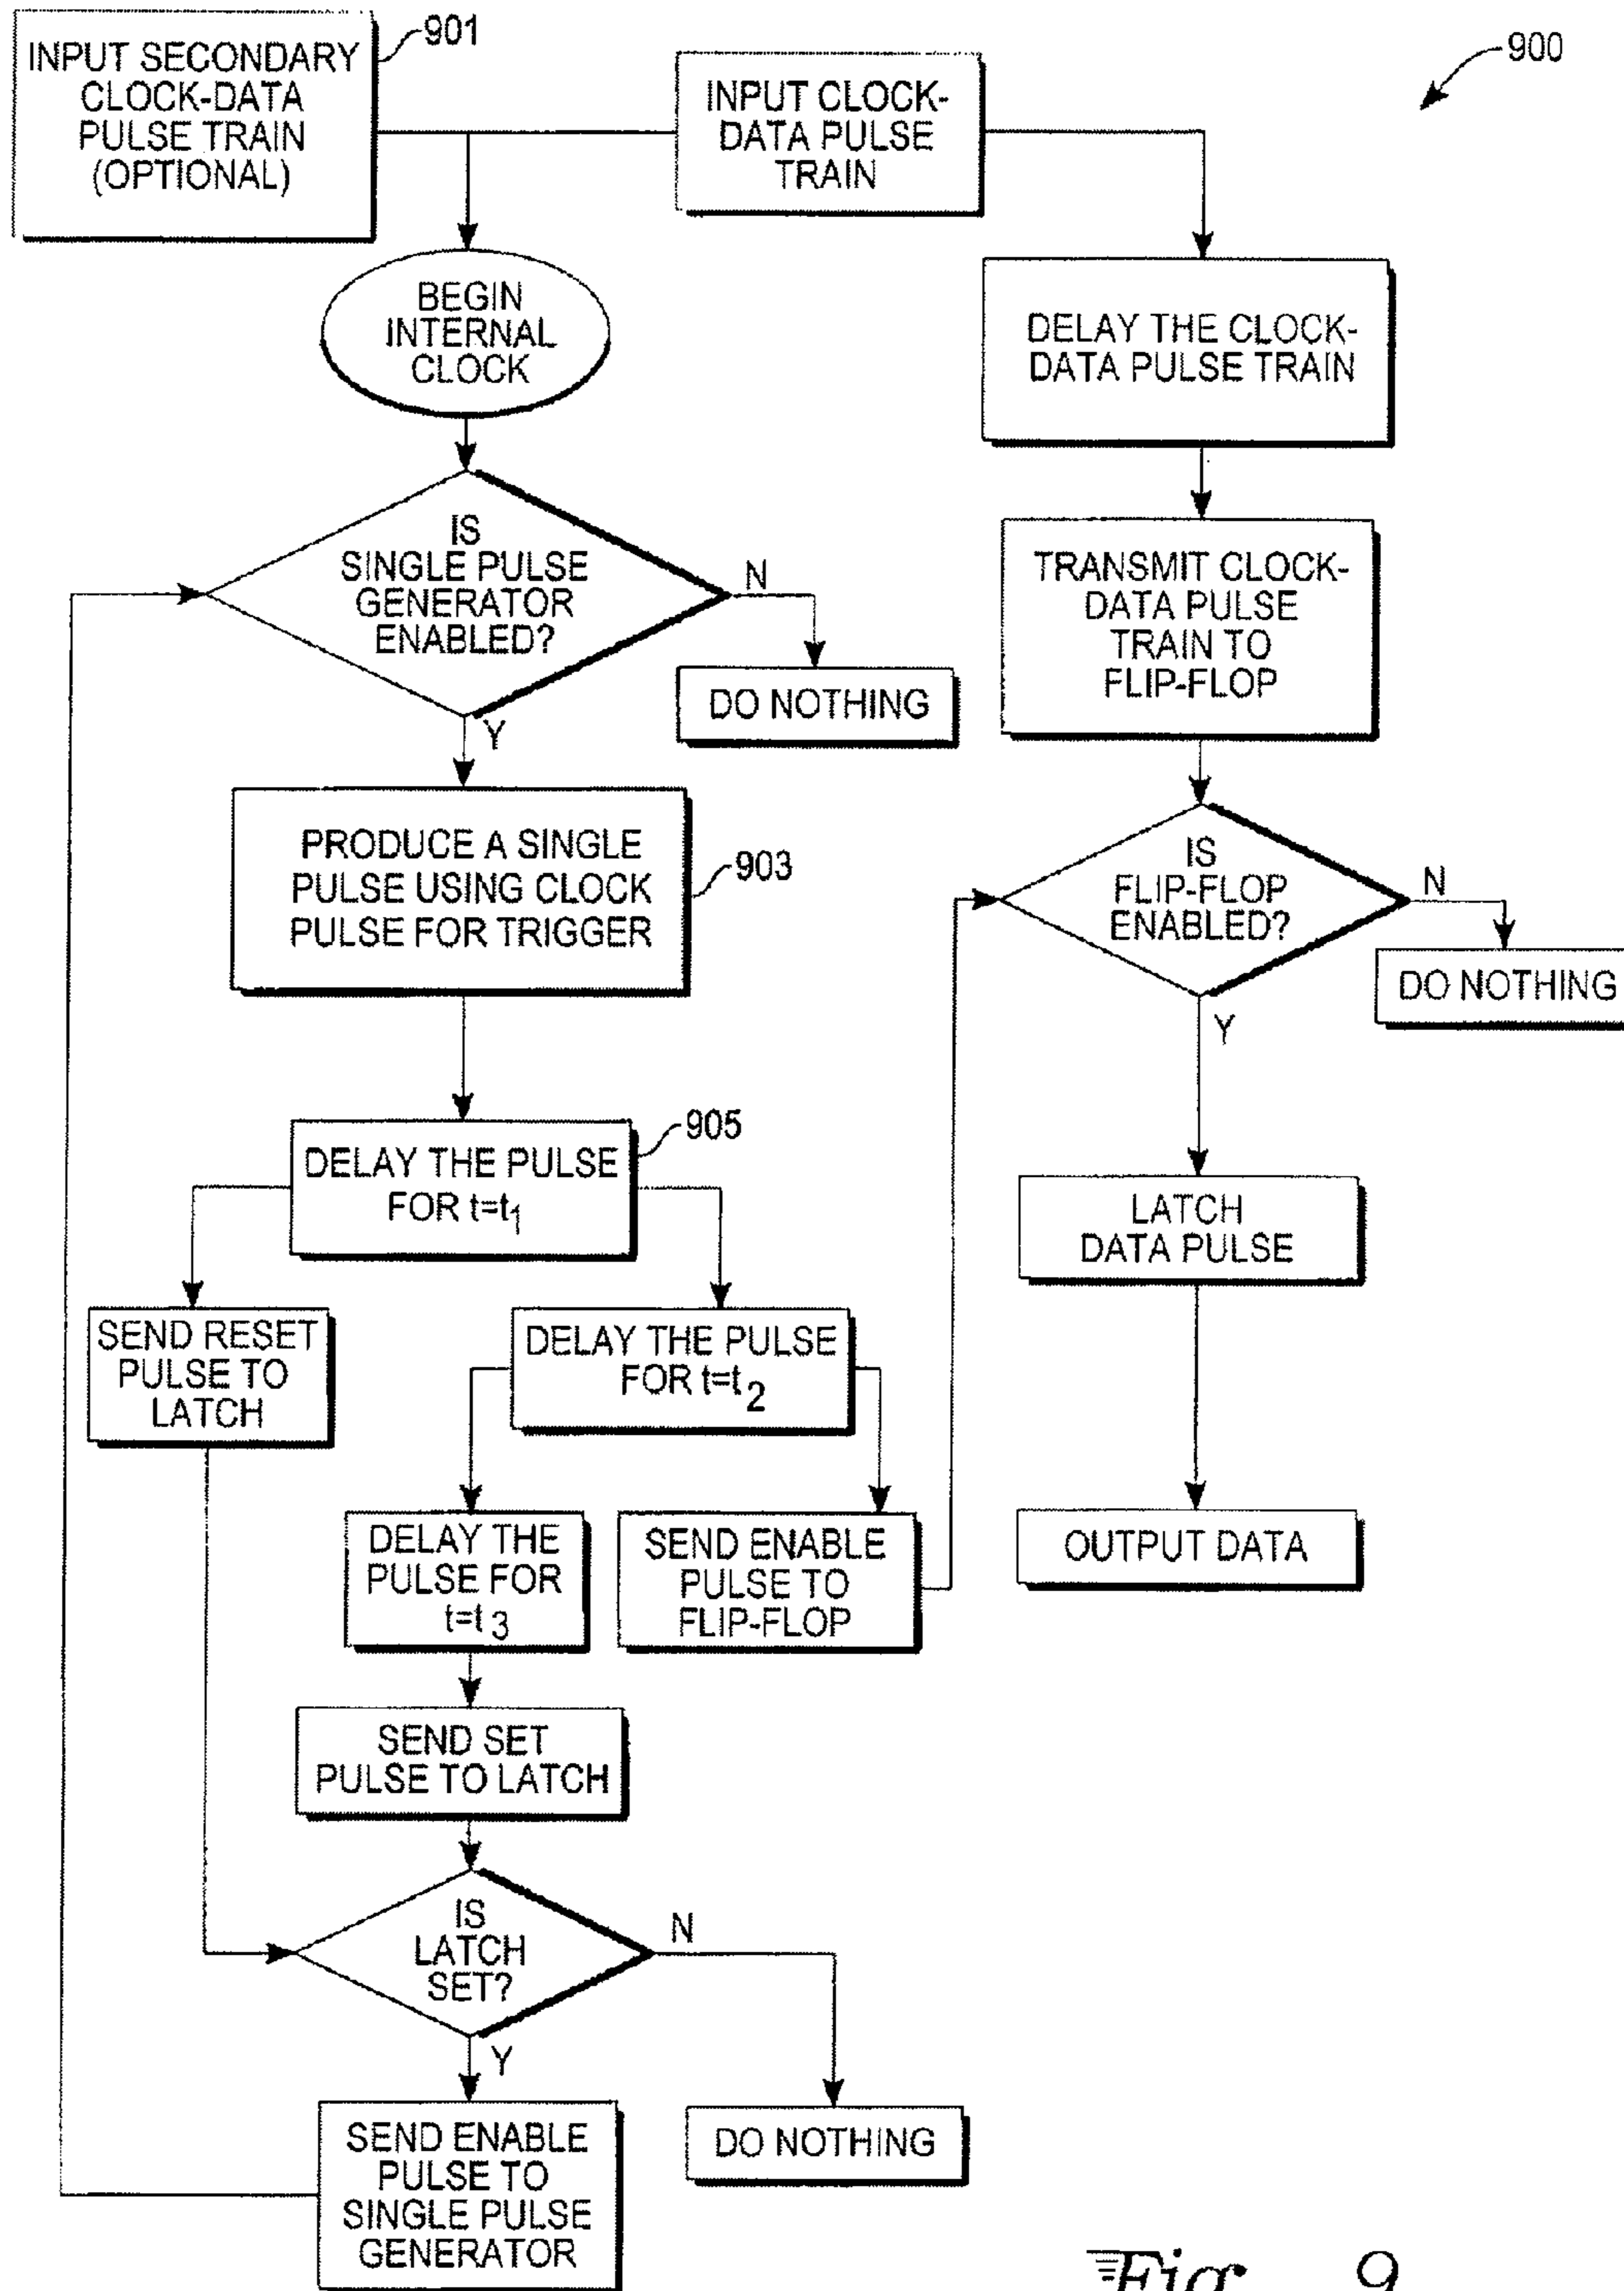 INPUT SECONDARY
CLOCK-DATA
PULSE TRAIN
(OPTIONAL)
901
INPUT CLOCK-
DATA PULSE
TRAIN
900
BEGIN
INTERNAL
CLOCK
DELAY THE CLOCK-
DATA PULSE TRAIN
IS
SINGLE PULSE
GENERATOR
ENABLED?
N
Y
DO NOTHING
TRANSMIT CLOCK-
DATA PULSE
TRAIN TO
FLIP-FLOP
PRODUCE A SINGLE
PULSE USING CLOCK
PULSE FOR TRIGGER
903
IS
FLIP-FLOP
ENABLED?
N
Y
DO NOTHING
DELAY THE PULSE
FOR t=t1
905
LATCH
DATA PULSE
SEND RESET
PULSE TO
LATCH
DELAY THE PULSE
FOR t=t2
DELAY THE
PULSE FOR
t=t3
SEND ENABLE
PULSE TO
FLIP-FLOP
OUTPUT DATA
SEND SET
PULSE TO LATCH
IS
LATCH
SET?
N
Y
DO NOTHING
SEND ENABLE
PULSE TO
SINGLE PULSE
GENERATOR
Fig. 9